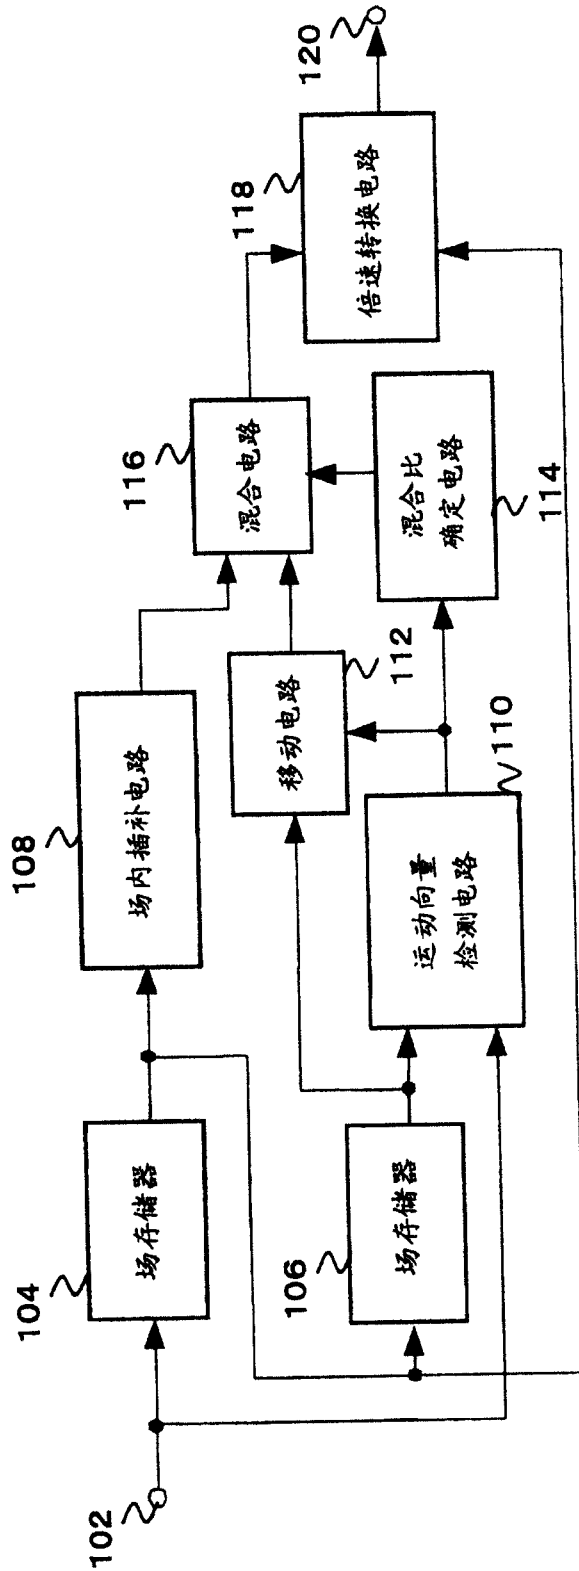 102
104
场存储器
106
场存储器
108
场内插补电路
运动向量
检测电路
110
移动电路
112
116
混合电路
混合比
确定电路
114
118
倍速转换电路
120